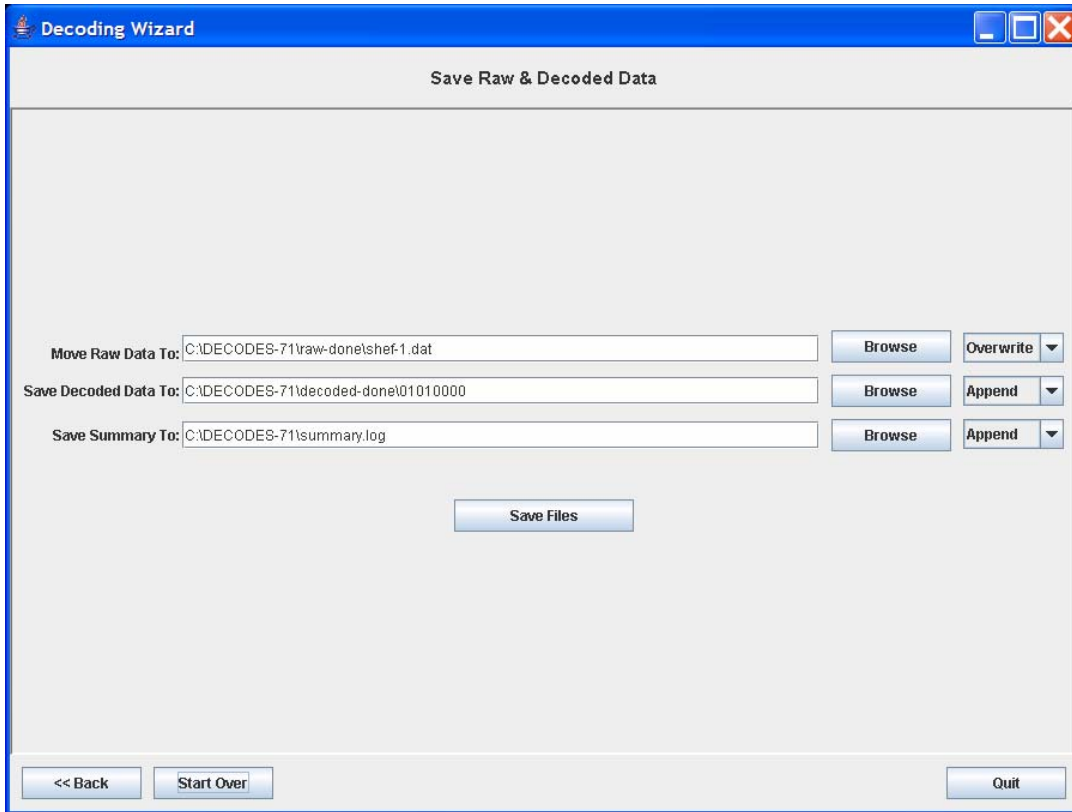 Decoding Wizard
Save Raw & Decoded Data
Move Raw Data To: C:\DECODES-71\raw-done\shef-1.dat Browse Overwrite
Save Decoded Data To: C:\DECODES-71\decoded-done\01010000 Browse Append
Save Summary To: C:\DECODES-71\summary.log Browse Append
Save Files
<< Back Start Over Quit